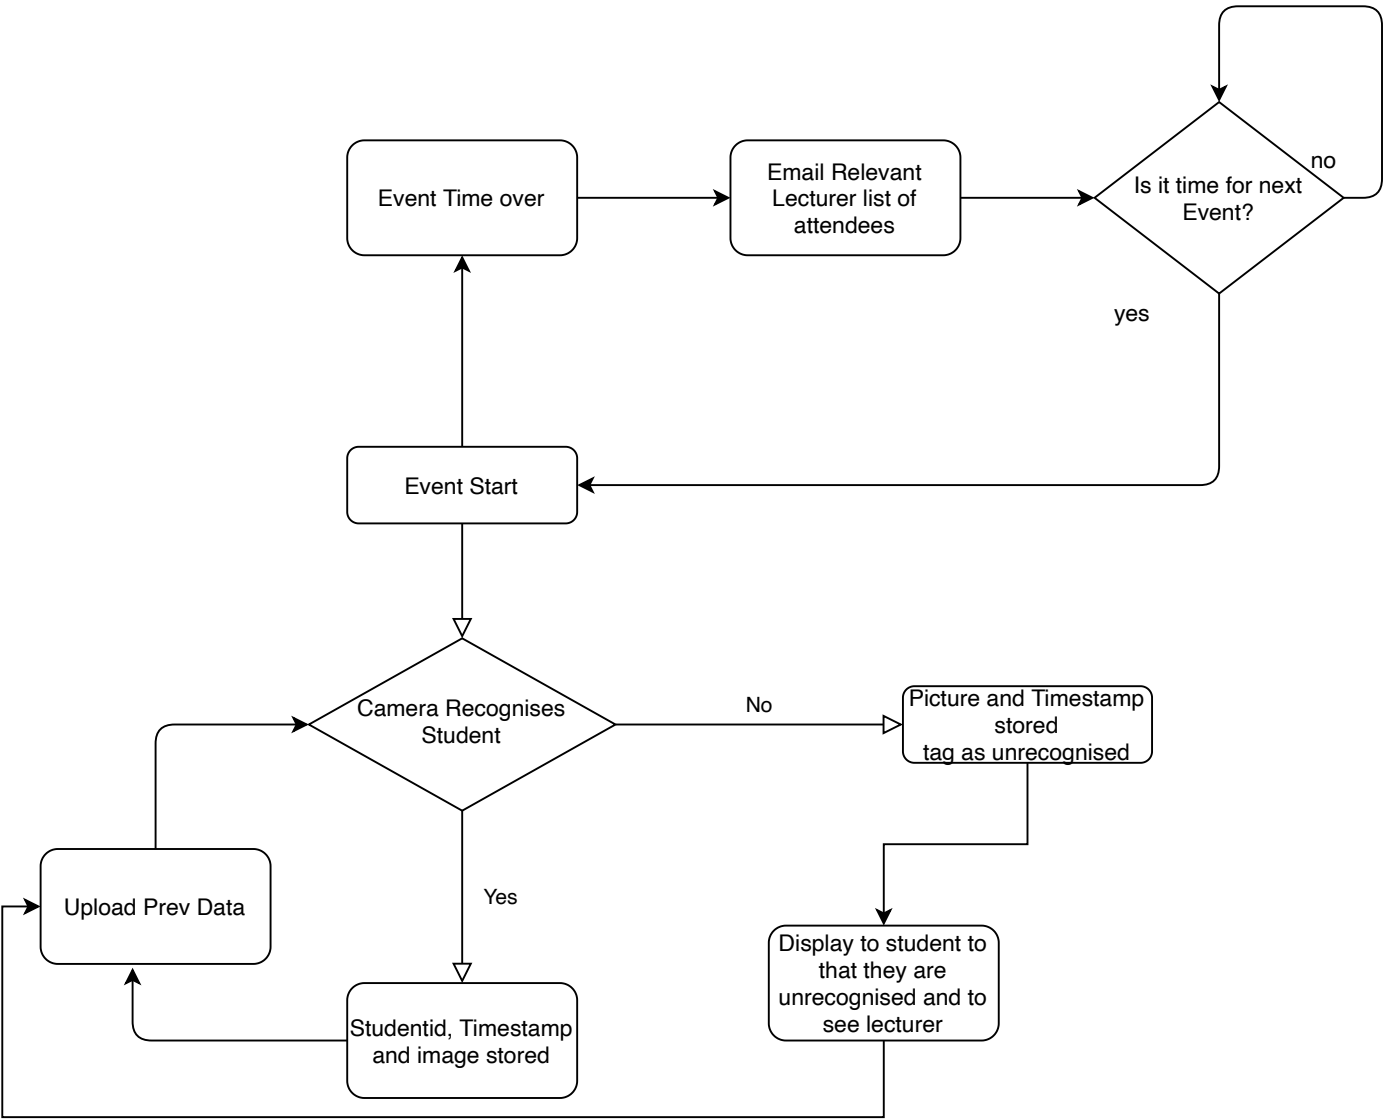 Event Time over
Email Relevant
Lecturer list of
attendees
no
Is it time for next
Event?
yes
Event Start
Camera Recognises
Student
No
Picture and Timestamp
stored
tag as unrecognised
Yes
Upload Prev Data
Display to student to
that they are
unrecognised and to
see lecturer
Studentid, Timestamp
and image stored